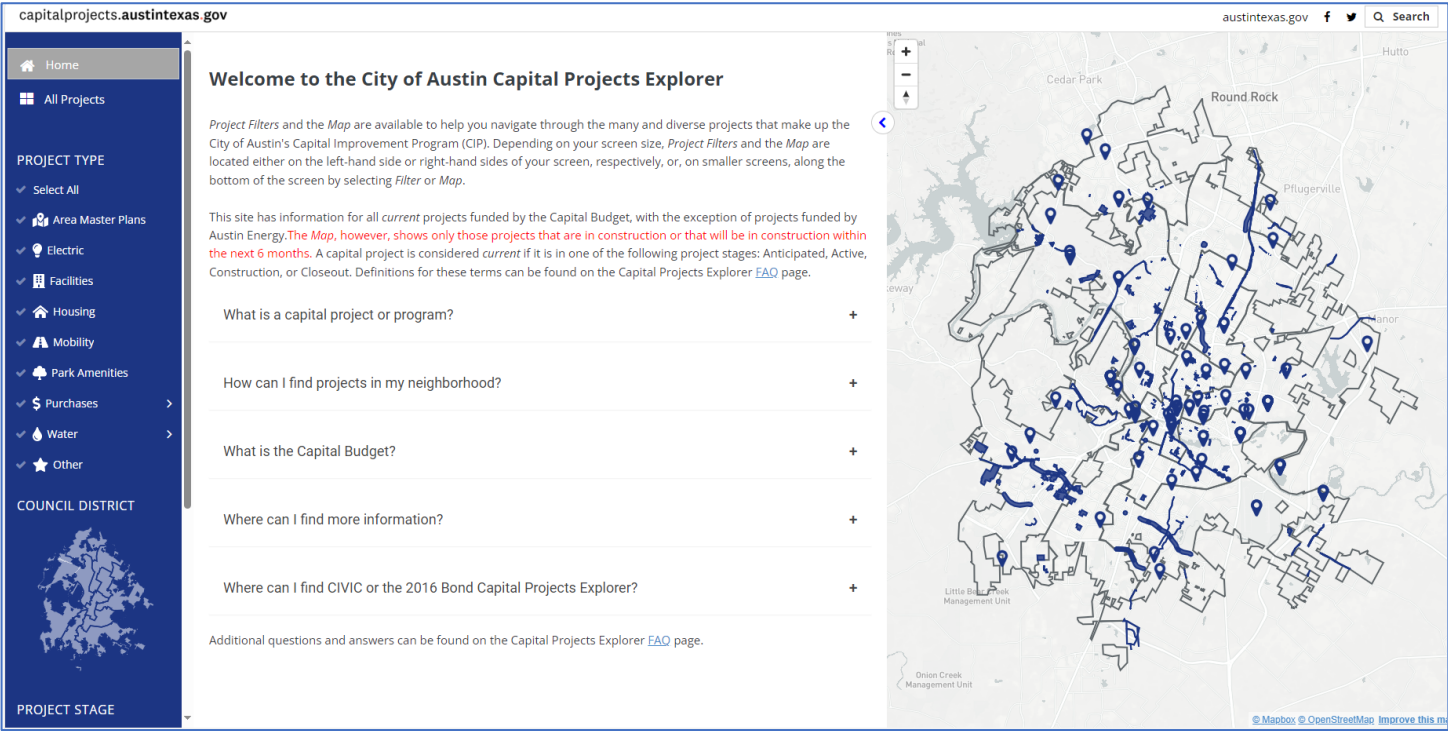 capitalprojects.austintexas.gov
austintexas.gov
Search
Home
All Projects
PROJECT TYPE
Select All
Area Master Plans
Electric
Facilities
Housing
Mobility
Park Amenities
Purchases
Water
Other
COUNCIL DISTRICT
PROJECT STAGE
Welcome to the City of Austin Capital Projects Explorer
Project Filters and the Map are available to help you navigate through the many and diverse projects that make up the
City of Austin's Capital Improvement Program (CIP). Depending on your screen size, Project Filters and the Map are
located either on the left-hand side or right-hand sides of your screen, respectively, or, on smaller screens, along the
bottom of the screen by selecting Filter or Map.
This site has information for all current projects funded by the Capital Budget, with the exception of projects funded by
Austin Energy.The Map, however, shows only those projects that are in construction or that will be in construction within
the next 6 months. A capital project is considered current if it is in one of the following project stages: Anticipated, Active,
Construction, or Closeout. Definitions for these terms can be found on the Capital Projects Explorer FAQ page.
What is a capital project or program? +
How can I find projects in my neighborhood? +
What is the Capital Budget? +
Where can I find more information? +
Where can I find CIVIC or the 2016 Bond Capital Projects Explorer? +
Additional questions and answers can be found on the Capital Projects Explorer FAQ page.
+
−
Hutto
Cedar Park
Round Rock
Pflugerville
Manor
Little Bear Creek
Management Unit
Onion Creek
Management Unit
© Mapbox © OpenStreetMap Improve this ma